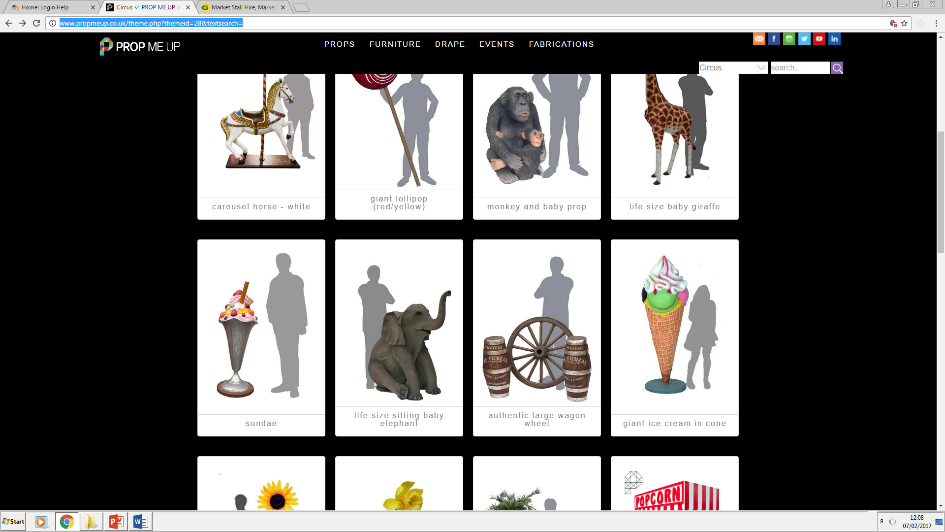 Home: Login Help
Circus √ PROP ME UP
Market Stall Hire, Marke
www.propmeup.co.uk/theme.php?themeid=28&textsearch=
PROP ME UP
PROPS FURNITURE DRAPE EVENTS FABRICATIONS
Circus
search...
carousel horse - white
giant lollipop
(red/yellow)
monkey and baby prop
life size baby giraffe
sundae
life size sitting baby
elephant
authentic large wagon
wheel
giant ice cream in cone
POPCORN
Start
12:08
07/02/2017